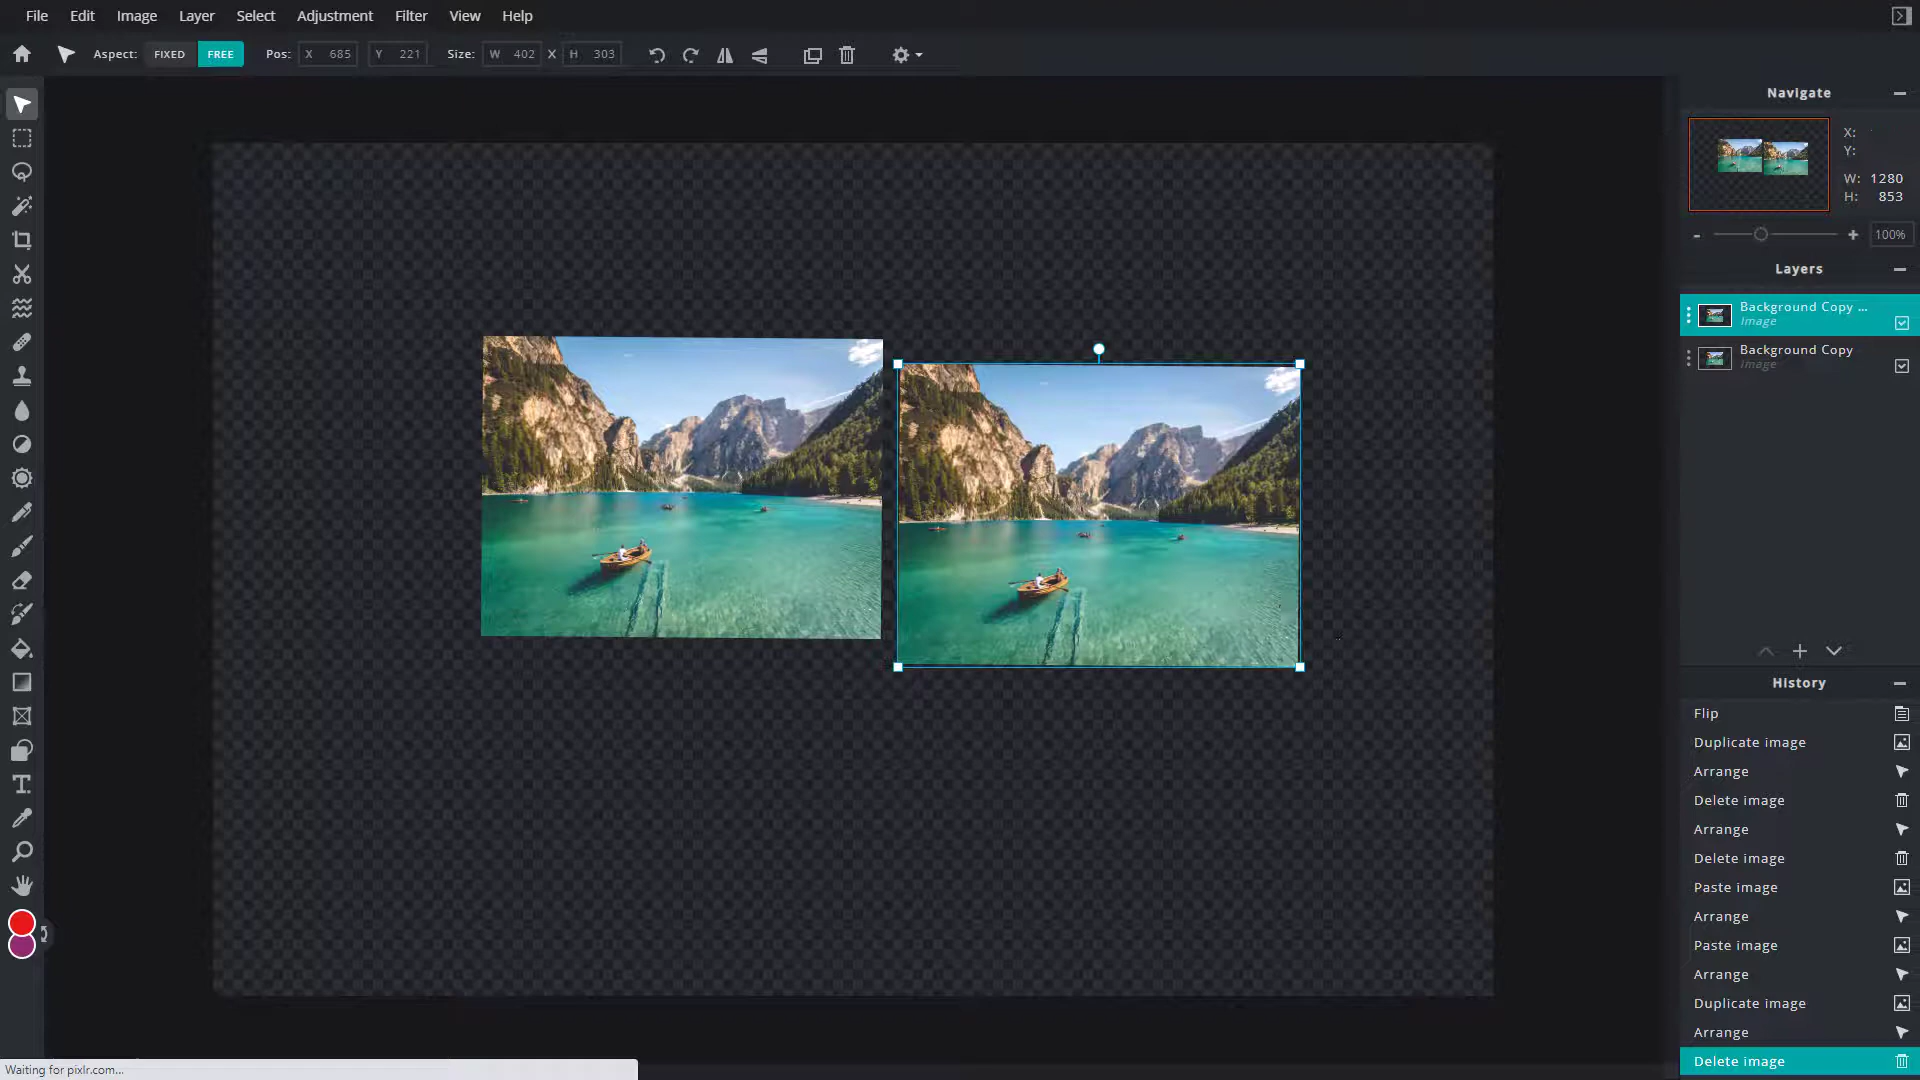 File Edit Image Layer Select Adjustment Filter View Help
Aspect: FIXED FREE Pos: X 685 Y 221 Size: W 402 X H 303
Navigate
X:
Y:
W: 1280
H: 853
- + 100%
Layers
Background Copy ...
Image
Background Copy
Image
History
Flip
Duplicate image
Arrange
Delete image
Arrange
Delete image
Paste image
Arrange
Paste image
Arrange
Duplicate image
Arrange
Delete image
Waiting for pixlr.com...